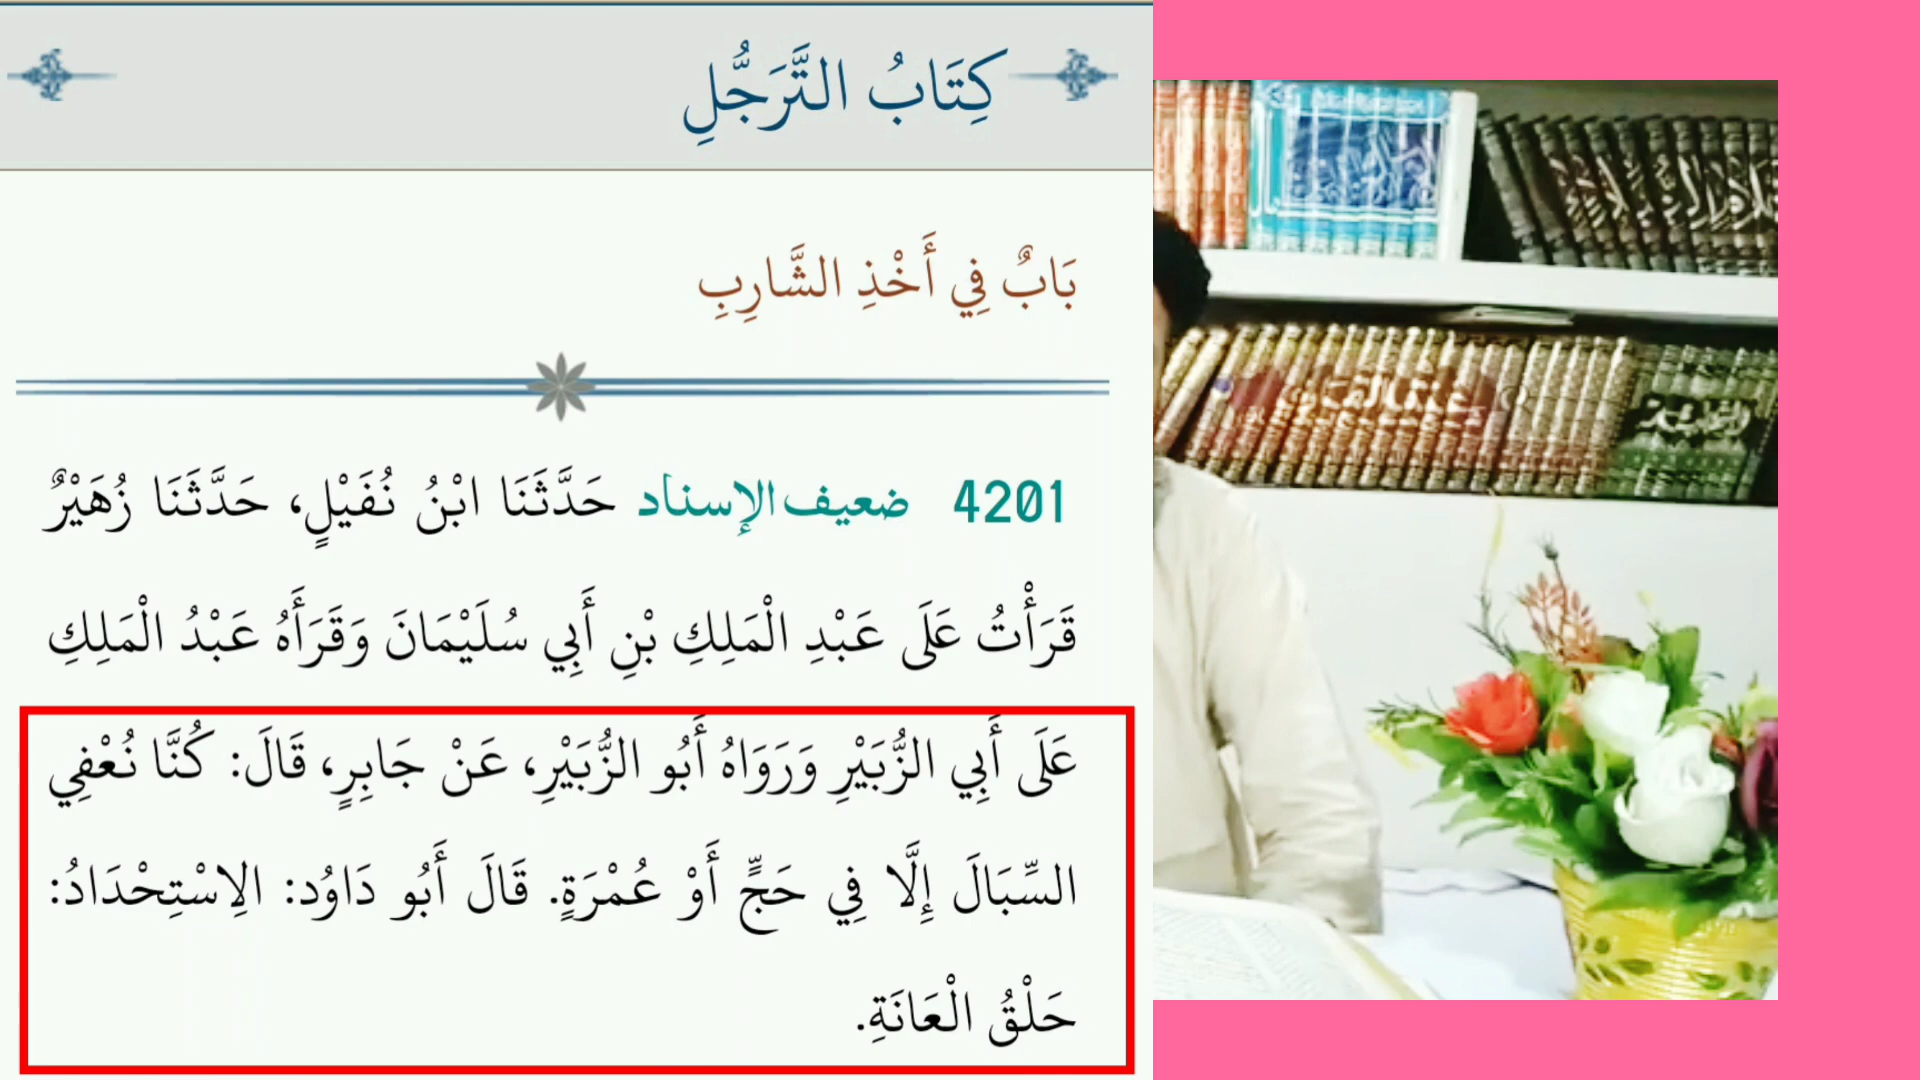 كِتَابُ التَّرَجُّلِ
بَابٌ فِي أَخْذِ الشَّارِبِ
4201 ضعيف الإسناد حَدَّثَنَا ابْنُ نُفَيْلٍ، حَدَّثَنَا زُهَيْرٌ
قَرَأْتُ عَلَى عَبْدِ الْمَلِكِ بْنِ أَبِي سُلَيْمَانَ وَقَرَأَهُ عَبْدُ الْمَلِكِ
عَلَى أَبِي الزُّبَيْرِ وَرَوَاهُ أَبُو الزُّبَيْرِ، عَنْ جَابِرٍ، قَالَ: كُنَّا نُعْفِي
السِّبَالَ إِلَّا فِي حَجٍّ أَوْ عُمْرَةٍ. قَالَ أَبُو دَاوُد: الِاسْتِحْدَادُ:
حَلْقُ الْعَانَةِ.